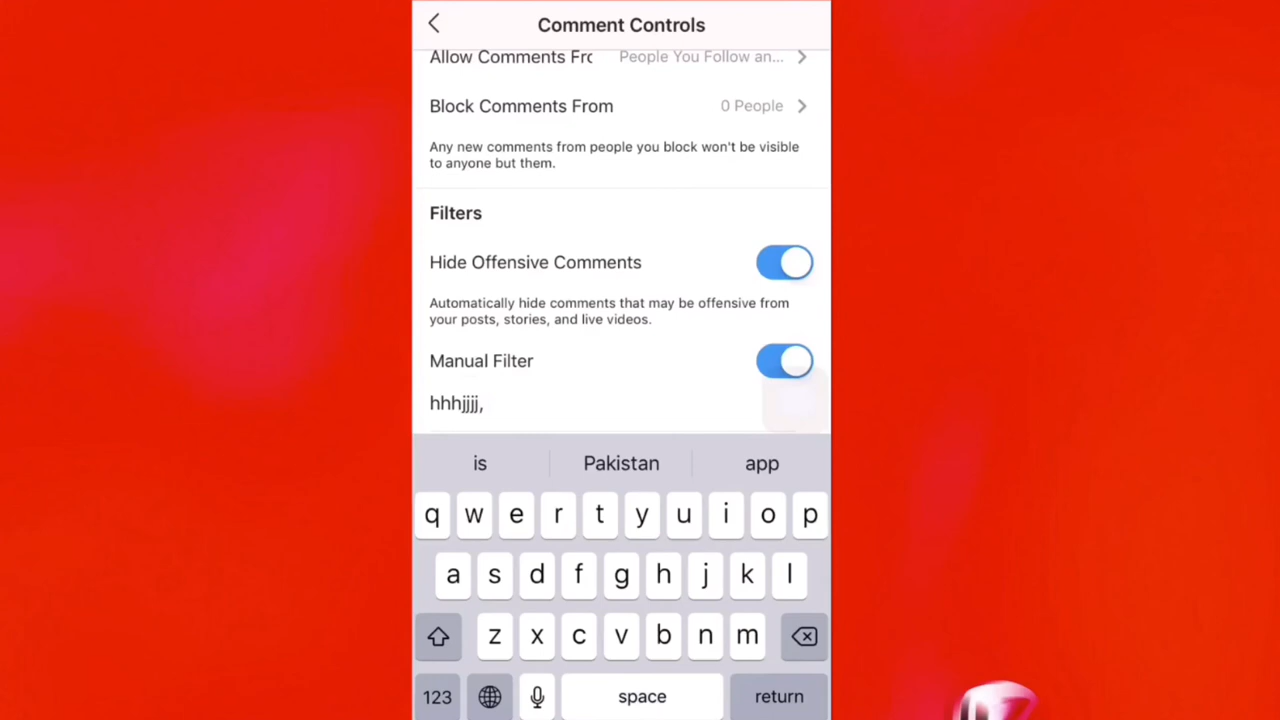 Comment Controls
Allow Comments Frc People You Follow an...
Block Comments From 0 People
Any new comments from people you block won't be visible
to anyone but them.
Filters
Hide Offensive Comments
Automatically hide comments that may be offensive from
your posts, stories, and live videos.
Manual Filter
hhhjjjj,
is Pakistan app
q w e r t y u i o p
a s d f g h j k l
z x c v b n m
123 space return